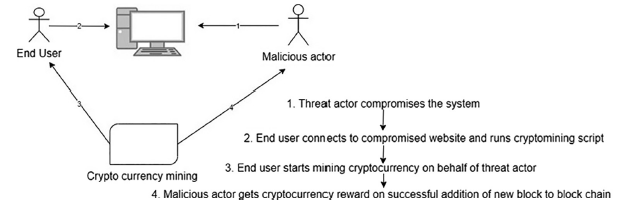 2
1
End User
Malicious actor
3
4
1. Threat actor compromises the system
2. End user connects to compromised website and runs cryptomining script
Crypto currency mining
3. End user starts mining cryptocurrency on behalf of threat actor
4. Malicious actor gets cryptocurrency reward on successful addition of new block to block chain